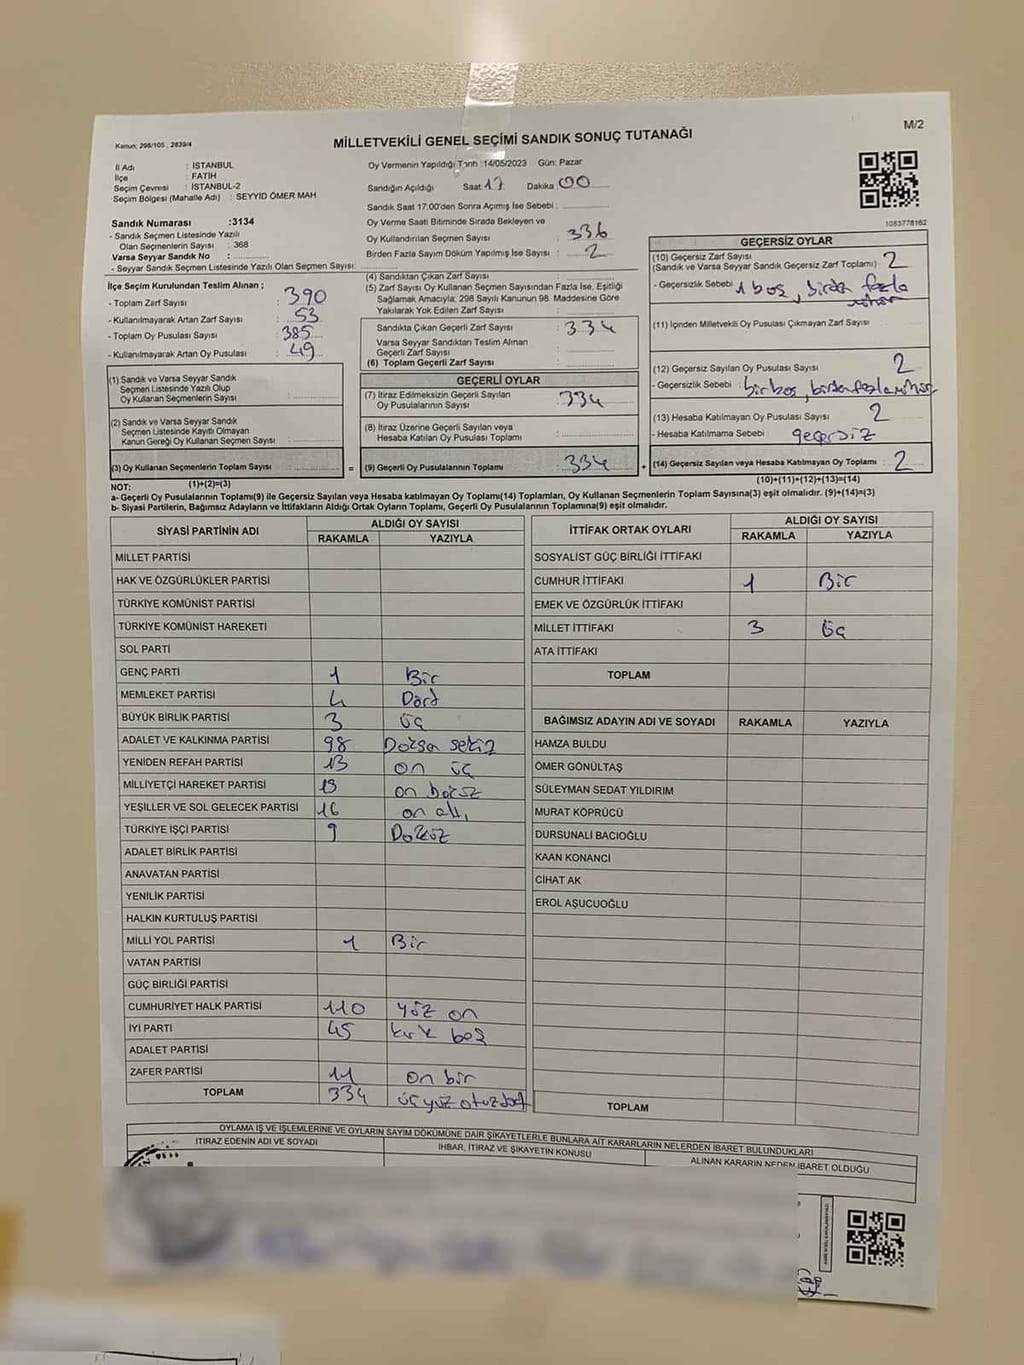 M/2
Kanun; 298/105 , 2839/4
MİLLETVEKİLİ GENEL SEÇİMİ SANDIK SONUÇ TUTANAĞI
İl Adı : İSTANBUL
İlçe : FATİH
Seçim Çevresi : İSTANBUL-2
Seçim Bölgesi (Mahalle Adı) : SEYYID ÖMER MAH
Oy Vermenin Yapıldığı Tarih :14/05/2023 Gün: Pazar
Sandığın Açıldığı Saat:17 Dakika:00
Sandık Saat 17:00'den Sonra Açımış İse Sebebi :
Sandık Numarası :3134
- Sandık Seçmen Listesinde Yazılı
Olan Seçmenlerin Sayısı : 368
Varsa Seyyar Sandık No :
- Seyyar Sandık Seçmen Listesinde Yazılı Olan Seçmen Sayısı:
Oy Verme Saati Bitiminde Sırada Bekleyen ve
Oy Kullandırılan Seçmen Sayısı : 336
Birden Fazla Sayım Döküm Yapılmış İse Sayısı : 2
1083778162
İlçe Seçim Kurulundan Teslim Alınan ;
- Toplam Zarf Sayısı : 390
- Kullanılmayarak Artan Zarf Sayısı : 53
- Toplam Oy Pusulası Sayısı : 385
- Kullanılmayarak Artan Oy Pusulası : 49
(4) Sandıktan Çıkan Zarf Sayısı :
(5) Zarf Sayısı Oy Kullanan Seçmen Sayısından Fazla İse, Eşitliği
Sağlamak Amacıyla; 298 Sayılı Kanunun 98. Maddesine Göre
Yakılarak Yok Edilen Zarf Sayısı :
Sandıkta Çıkan Geçerli Zarf Sayısı : 334
Varsa Seyyar Sandıktan Teslim Alınan
Geçerli Zarf Sayısı :
(6) Toplam Geçerli Zarf Sayısı :
GEÇERLİ OYLAR
(7) İtiraz Edilmeksizin Geçerli Sayılan
Oy Pusulalarının Sayısı : 334
(8) İtiraz Üzerine Geçerli Sayılan veya
Hesaba Katılan Oy Pusulası Toplamı :
(9) Geçerli Oy Pusulalarının Toplamı : 334
(1) Sandık ve Varsa Seyyar Sandık
Seçmen Listesinde Yazılı Olup
Oy Kullanan Seçmenlerin Sayısı :
(2) Sandık ve Varsa Seyyar Sandık
Seçmen Listesinde Kayıtlı Olmayan
Kanun Gereği Oy Kullanan Seçmen Sayısı :
(3) Oy Kullanan Seçmenlerin Toplam Sayısı :
(1)+(2)=(3)
GEÇERSİZ OYLAR
(10) Geçersiz Zarf Sayısı
(Sandık ve Varsa Seyyar Sandık Geçersiz Zarf Toplamı) : 2
- Geçersizlik Sebebi : 1 boş, birden fazla
mühür
(11) İçinden Milletvekili Oy Pusulası Çıkmayan Zarf Sayısı :
(12) Geçersiz Sayılan Oy Pusulası Sayısı : 2
- Geçersizlik Sebebi : bir boş, birden fazla mühür
(13) Hesaba Katılmayan Oy Pusulası Sayısı : 2
- Hesaba Katılmama Sebebi : geçersiz
(14) Geçersiz Sayılan veya Hesaba Katılmayan Oy Toplamı : 2
(10)+(11)+(12)+(13)=(14)
NOT:
a- Geçerli Oy Pusulalarının Toplamı(9) ile Geçersiz Sayılan veya Hesaba katılmayan Oy Toplamı(14) Toplamları, Oy Kullanan Seçmenlerin Toplam Sayısına(3) eşit olmalıdır. (9)+(14)=(3)
b- Siyasi Partilerin, Bağımsız Adayların ve İttifakların Aldığı Ortak Oyların Toplamı, Geçerli Oy Pusulalarının Toplamına(9) eşit olmalıdır.
SİYASİ PARTİNİN ADI ALDIĞI OY SAYISI
RAKAMLA YAZIYLA
MILLET PARTISI
HAK VE ÖZGÜRLÜKLER PARTİSİ
TÜRKİYE KOMÜNİST PARTİSİ
TÜRKİYE KOMÜNİST HAREKETİ
SOL PARTİ
GENÇ PARTİ 1 Bir
MEMLEKET PARTİSİ 4 Dört
BÜYÜK BİRLİK PARTİSİ 3 üç
ADALET VE KALKINMA PARTİSİ 98 Doksan sekiz
YENİDEN REFAH PARTİSİ 13 on üç
MİLLİYETÇİ HAREKET PARTİSİ 19 on dokuz
YEŞİLLER VE SOL GELECEK PARTİSİ 16 on altı
TÜRKİYE İŞÇİ PARTİSİ 9 Dokuz
ADALET BİRLİK PARTİSİ
ANAVATAN PARTİSİ
YENİLİK PARTİSİ
HALKIN KURTULUŞ PARTİSİ
MİLLİ YOL PARTİSİ 1 Bir
VATAN PARTİSİ
GÜÇ BİRLİĞİ PARTİSİ
CUMHURİYET HALK PARTİSİ 110 yüz on
İYİ PARTİ 45 kırk beş
ADALET PARTİSİ
ZAFER PARTİSİ 11 on bir
TOPLAM 334 üçyüz otuzdört
İTTİFAK ORTAK OYLARI ALDIĞI OY SAYISI
RAKAMLA YAZIYLA
SOSYALİST GÜÇ BİRLİĞİ İTTİFAKI
CUMHUR İTTİFAKI 1 Bir
EMEK VE ÖZGÜRLÜK İTTİFAKI
MİLLET İTTİFAKI 3 üç
ATA İTTİFAKI
TOPLAM
BAĞIMSIZ ADAYIN ADI VE SOYADI RAKAMLA YAZIYLA
HAMZA BULDU
ÖMER GÖNÜLTAŞ
SÜLEYMAN SEDAT YILDIRIM
MURAT KÖPRÜCÜ
DURSUNALİ BACIOĞLU
KAAN KONANCİ
CİHAT AK
EROL AŞUCUOĞLU
TOPLAM
OYLAMA İŞ VE İŞLEMLERİNE VE OYLARIN SAYIM DÖKÜMÜNE DAİR ŞİKAYETLERLE BUNLARA AİT KARARLARIN NELERDEN İBARET BULUNDUKLARI
İTİRAZ EDENİN ADI VE SOYADI
İHBAR, İTİRAZ VE ŞİKAYETİN KONUSU
ALINAN KARARIN NEDEN İBARET OLDUĞU